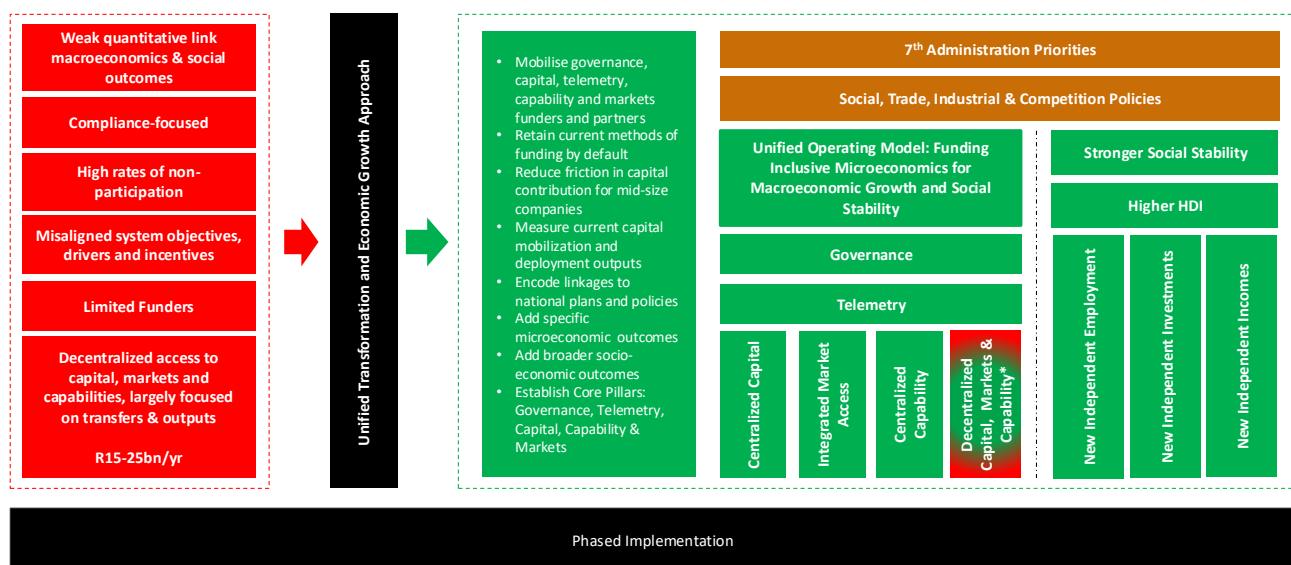 Weak quantitative link
macroeconomics & social
outcomes
Compliance-focused
High rates of non-
participation
Misaligned system objectives,
drivers and incentives
Limited Funders
Decentralized access to
capital, markets and
capabilities, largely focused
on transfers & outputs
R15-25bn/yr
Unified Transformation and Economic Growth Approach
• Mobilise governance,
capital, telemetry,
capability and markets
funders and partners
• Retain current methods of
funding by default
• Reduce friction in capital
contribution for mid-size
companies
• Measure current capital
mobilization and
deployment outputs
• Encode linkages to
national plans and policies
• Add specific
microeconomic outcomes
• Add broader socio-
economic outcomes
• Establish Core Pillars:
Governance, Telemetry,
Capital, Capability &
Markets
7th Administration Priorities
Social, Trade, Industrial & Competition Policies
Unified Operating Model: Funding
Inclusive Microeconomics for
Macroeconomic Growth and Social
Stability
Governance
Telemetry
Centralized Capital
Integrated Market
Access
Centralized
Capability
Decentralized
Capital, Markets &
Capability*
Stronger Social Stability
Higher HDI
New Independent Employment
New Independent Investments
New Independent Incomes
Phased Implementation